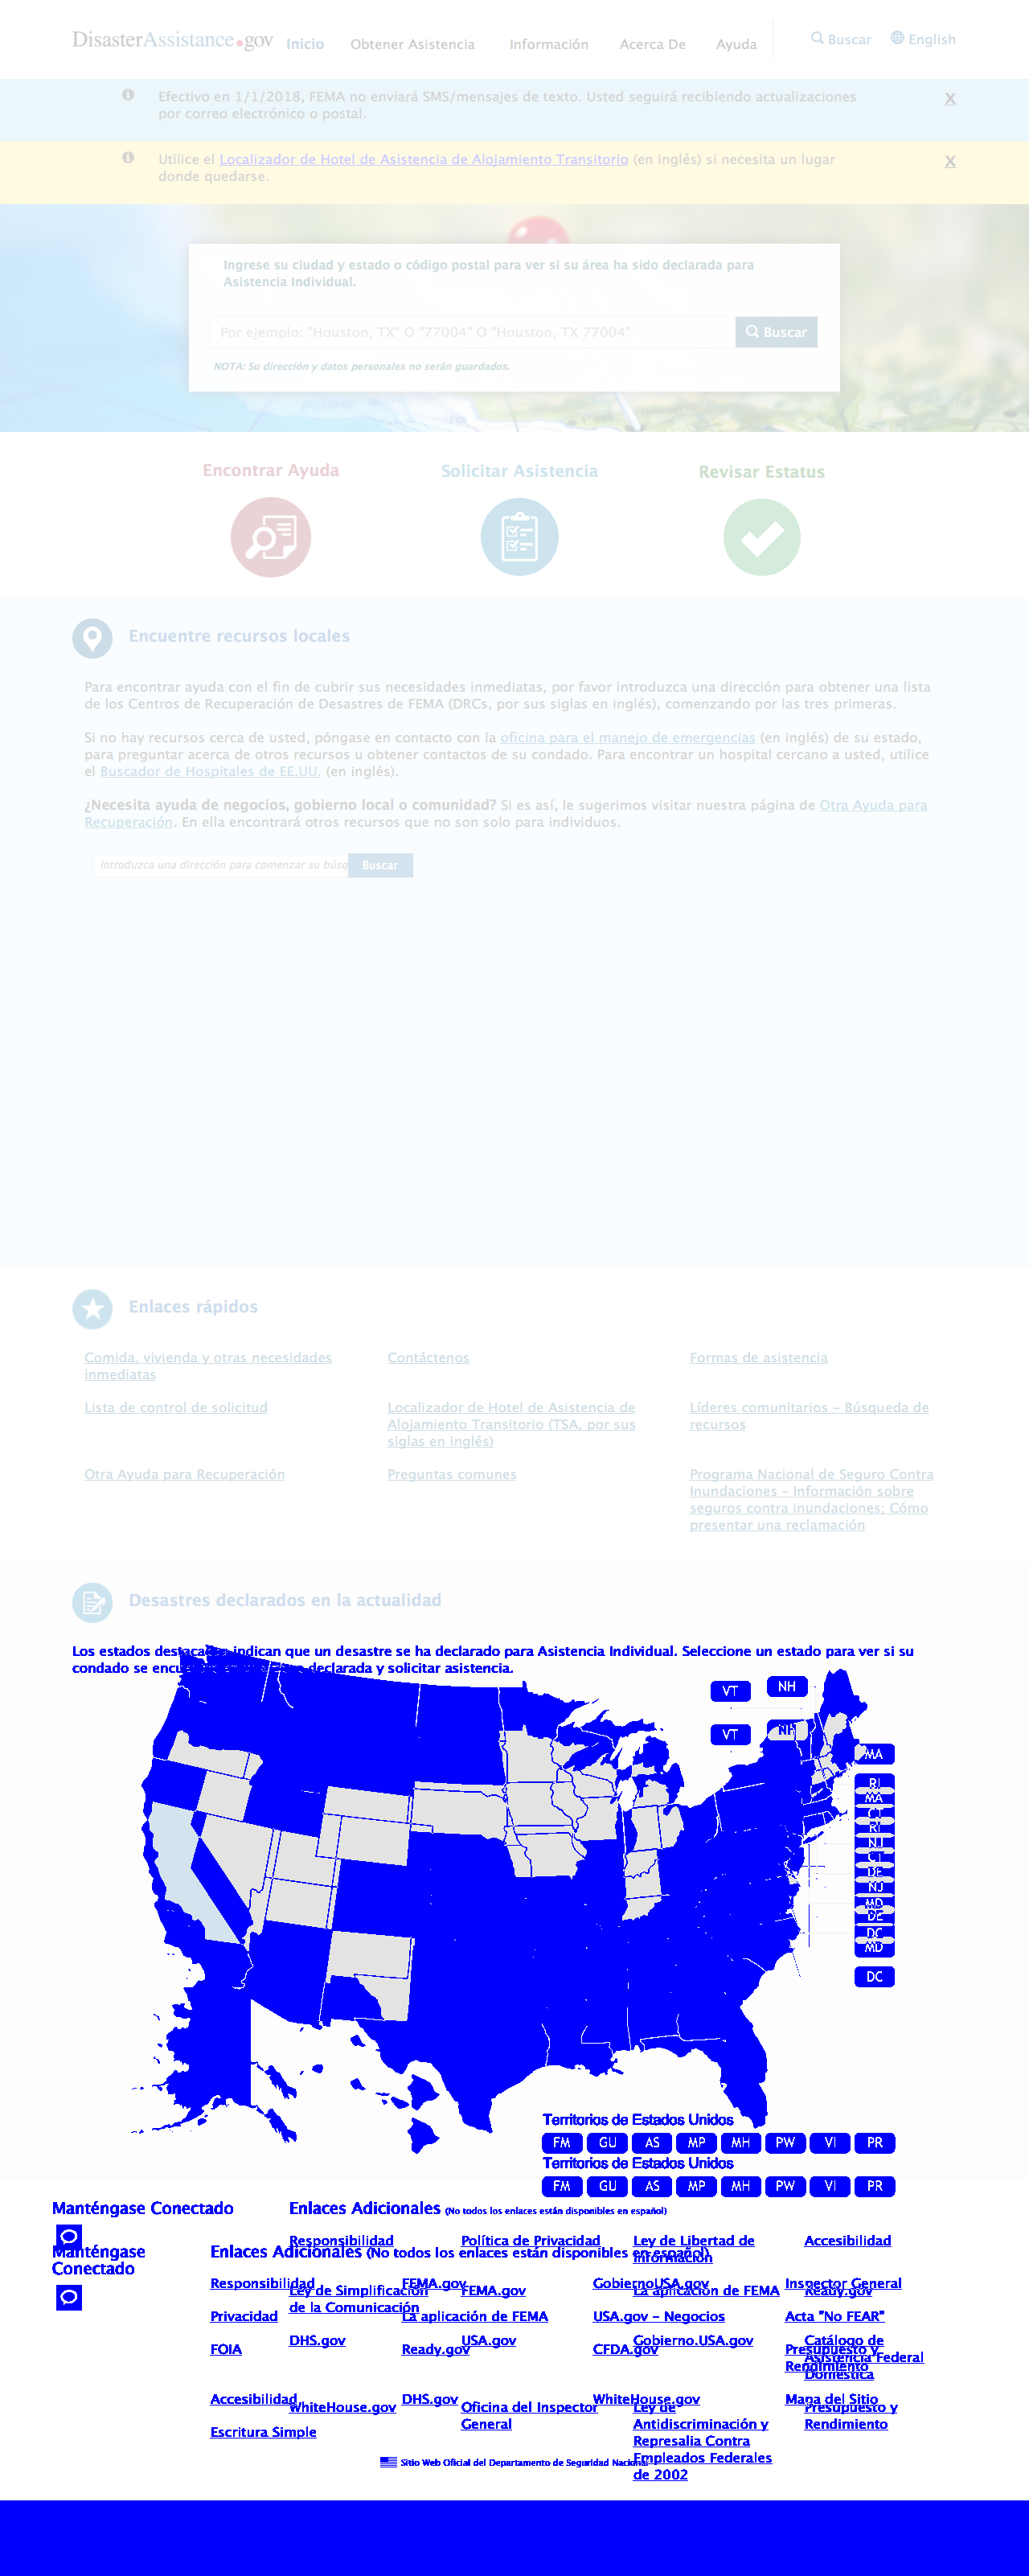 DisasterAssistance.gov Inicio Obtener Asistencia Información Acerca De Ayuda Buscar English
Efectivo en 1/1/2018, FEMA no enviará SMS/mensajes de texto. Usted seguirá recibiendo actualizaciones X
por correo electrónico o postal.
Utilice el Localizador de Hotel de Asistencia de Alojamiento Transitorio (en inglés) si necesita un lugar X
donde quedarse.
Ingrese su ciudad y estado o código postal para ver si su área ha sido declarada para
Asistencia Individual.
Por ejemplo: "Houston, TX" O "77004" O "Houston, TX 77004" Buscar
NOTA: Su dirección y datos personales no serán guardados.
Encontrar Ayuda Solicitar Asistencia Revisar Estatus
Encuentre recursos locales
Para encontrar ayuda con el fin de cubrir sus necesidades inmediatas, por favor introduzca una dirección para obtener una lista
de los Centros de Recuperación de Desastres de FEMA (DRCs, por sus siglas en inglés), comenzando por las tres primeras.
Si no hay recursos cerca de usted, póngase en contacto con la oficina para el manejo de emergencias (en inglés) de su estado,
para preguntar acerca de otros recursos u obtener contactos de su condado. Para encontrar un hospital cercano a usted, utilice
el Buscador de Hospitales de EE.UU. (en inglés).
¿Necesita ayuda de negocios, gobierno local o comunidad? Si es así, le sugerimos visitar nuestra página de Otra Ayuda para
Recuperación. En ella encontrará otros recursos que no son solo para individuos.
Introduzca una dirección para comenzar su búsq Buscar
Enlaces rápidos
Comida, vivienda y otras necesidades
inmediatas
Contáctenos
Formas de asistencia
Lista de control de solicitud
Localizador de Hotel de Asistencia de
Alojamiento Transitorio (TSA, por sus
siglas en inglés)
Líderes comunitarios – Búsqueda de
recursos
Otra Ayuda para Recuperación
Preguntas comunes
Programa Nacional de Seguro Contra
Inundaciones – Información sobre
seguros contra inundaciones; Cómo
presentar una reclamación
Desastres declarados en la actualidad
Los estados destacados indican que un desastre se ha declarado para Asistencia Individual. Seleccione un estado para ver si su
condado se declarada y solicitar asistencia.
VT NH
VT NH
MA
RI
MA
CT
RI
NJ
CT
DE
NJ
MD
DE
DC
MD
DC
Territorios de Estados Unidos
FM GU AS MP MH PW VI PR
Territorios de Estados Unidos
FM GU AS MP MH PW VI PR
Manténgase Conectado
Enlaces Adicionales (No todos los enlaces están disponibles en español)
Responsibilidad Política de Privacidad Ley de Libertad de Accesibilidad
Información
Manténgase
Conectado
Enlaces Adicionales (No todos los enlaces están disponibles en español)
Responsibilidad FEMA.gov GobiernoUSA.gov Inspector General
Ley de Simplificación FEMA.gov La aplicación de FEMA Ready.gov
de la Comunicación
Privacidad La aplicación de FEMA USA.gov – Negocios Acta "No FEAR"
DHS.gov USA.gov Gobierno.USA.gov Catálogo de
Asistencia Federal
Doméstica
FOIA Ready.gov CFDA.gov Presupuesto y
Rendimiento
Accesibilidad DHS.gov WhiteHouse.gov Mapa del Sitio
WhiteHouse.gov Oficina del Inspector
General
Ley de
Antidiscriminación y
Represalia Contra
Empleados Federales
de 2002
Presupuesto y
Rendimiento
Escritura Simple
Sitio Web Oficial del Departamento de Seguridad Nacional